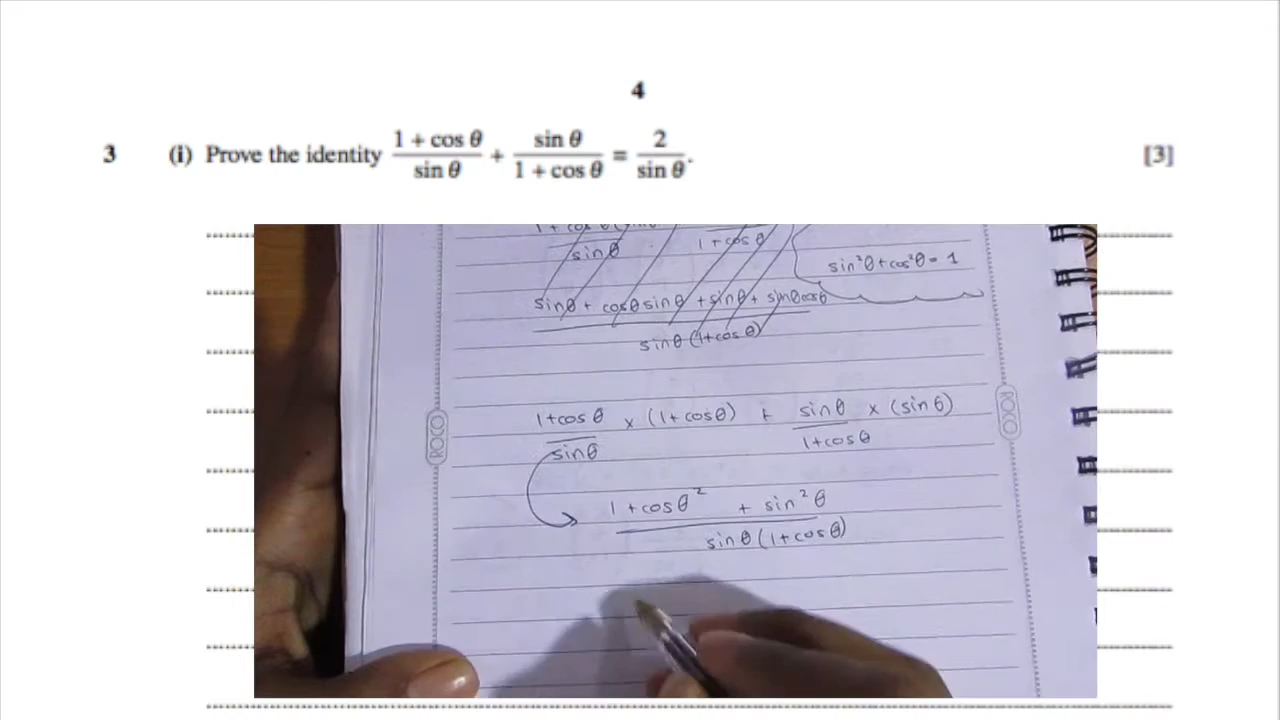 4
3 (i) Prove the identity (1 + cos θ)/(sin θ) + (sin θ)/(1 + cos θ) = 2/(sin θ). [3]
sinθ 1+cosθ
sin²θ+cos²θ = 1
sinθ + cosθ sinθ + sinθ + sinθcosθ
sinθ (1+cosθ)
1+cosθ × (1+cosθ) + sinθ × (sinθ)
sinθ 1+cosθ
1+cosθ² + sin²θ
sinθ (1+cosθ)
ROCO
ROCO